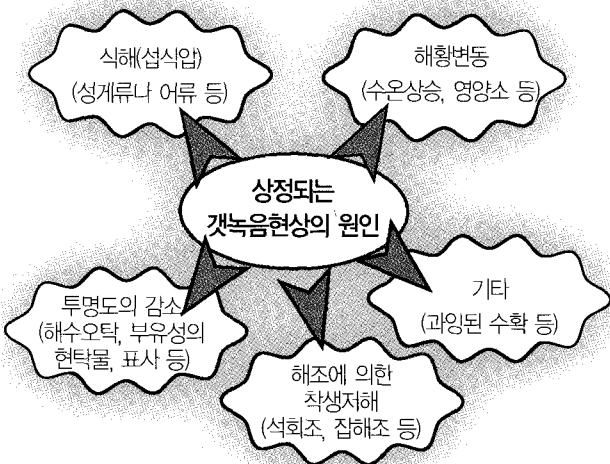 식해(섭식압)
(성게류나 어류 등)
해황변동
(수온상승, 영양소 등)
상정되는
갯녹음현상의 원인
투명도의 감소
(해수오탁, 부유성의
현탁물, 표사 등)
기타
(과잉된 수확 등)
해조에 의한
착생저해
(석회조, 잡해조 등)